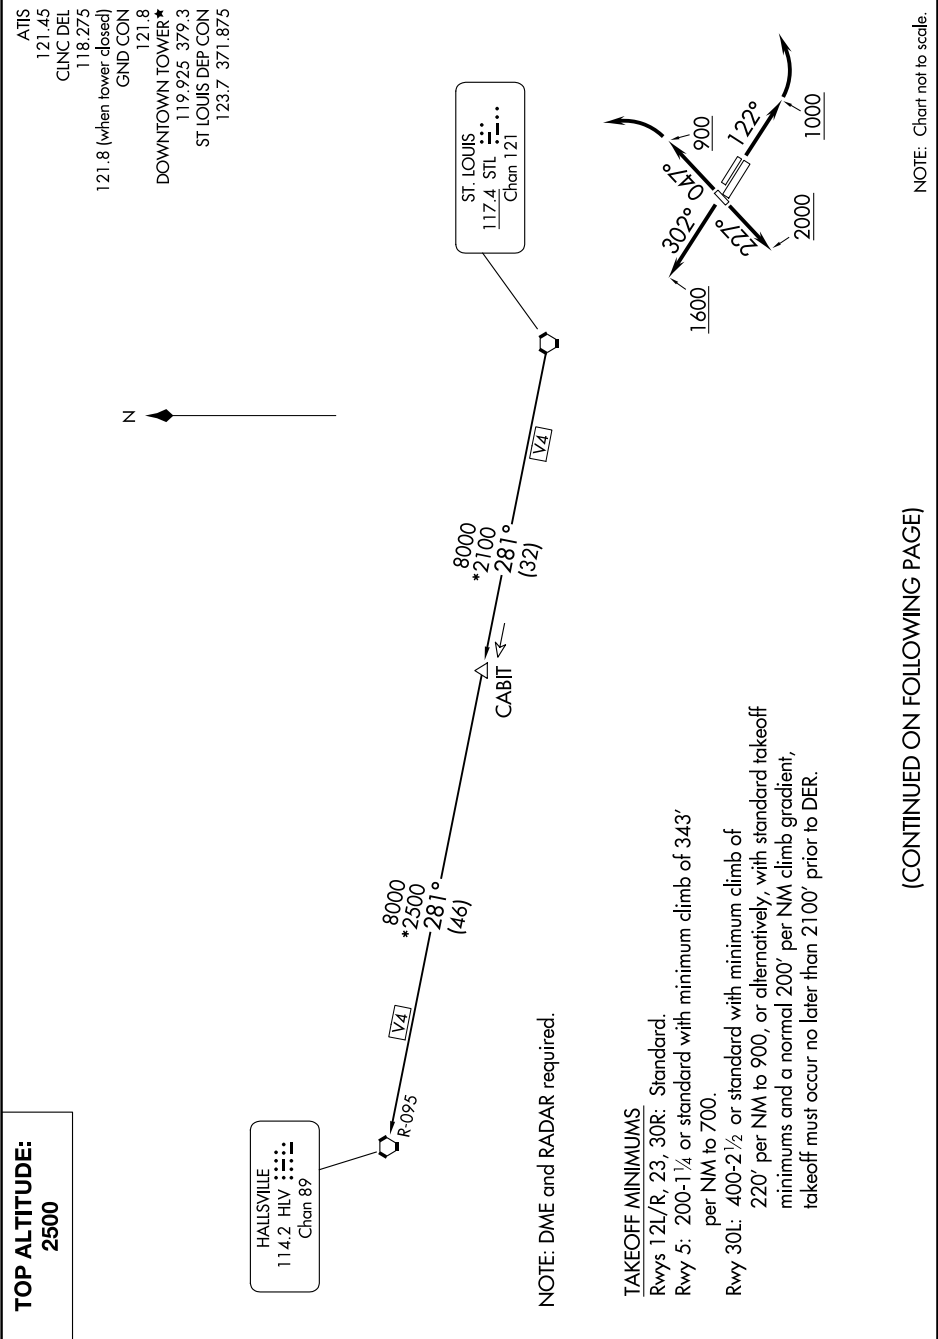 TOP ALTITUDE:
2500
ATIS
121.45
CLNC DEL
118.275
121.8 (when tower closed)
GND CON
121.8
DOWNTOWN TOWER★
119.925 379.3
ST LOUIS DEP CON
123.7 371.875
N
HALLSVILLE
114.2 HLV
Chan 89
R-095
V4
8000
*2500
281°
(46)
CABIT
8000
*2100
281°
(32)
V4
ST. LOUIS
117.4 STL
Chan 121
NOTE: DME and RADAR required.
TAKEOFF MINIMUMS
Rwys 12L/R, 23, 30R: Standard.
Rwy 5: 200-1¼ or standard with minimum climb of 343'
per NM to 700.
Rwy 30L: 400-2½ or standard with minimum climb of
220' per NM to 900, or alternatively, with standard takeoff
minimums and a normal 200' per NM climb gradient,
takeoff must occur no later than 2100' prior to DER.
1600
302°
047°
900
227°
2000
122°
1000
(CONTINUED ON FOLLOWING PAGE)
NOTE: Chart not to scale.